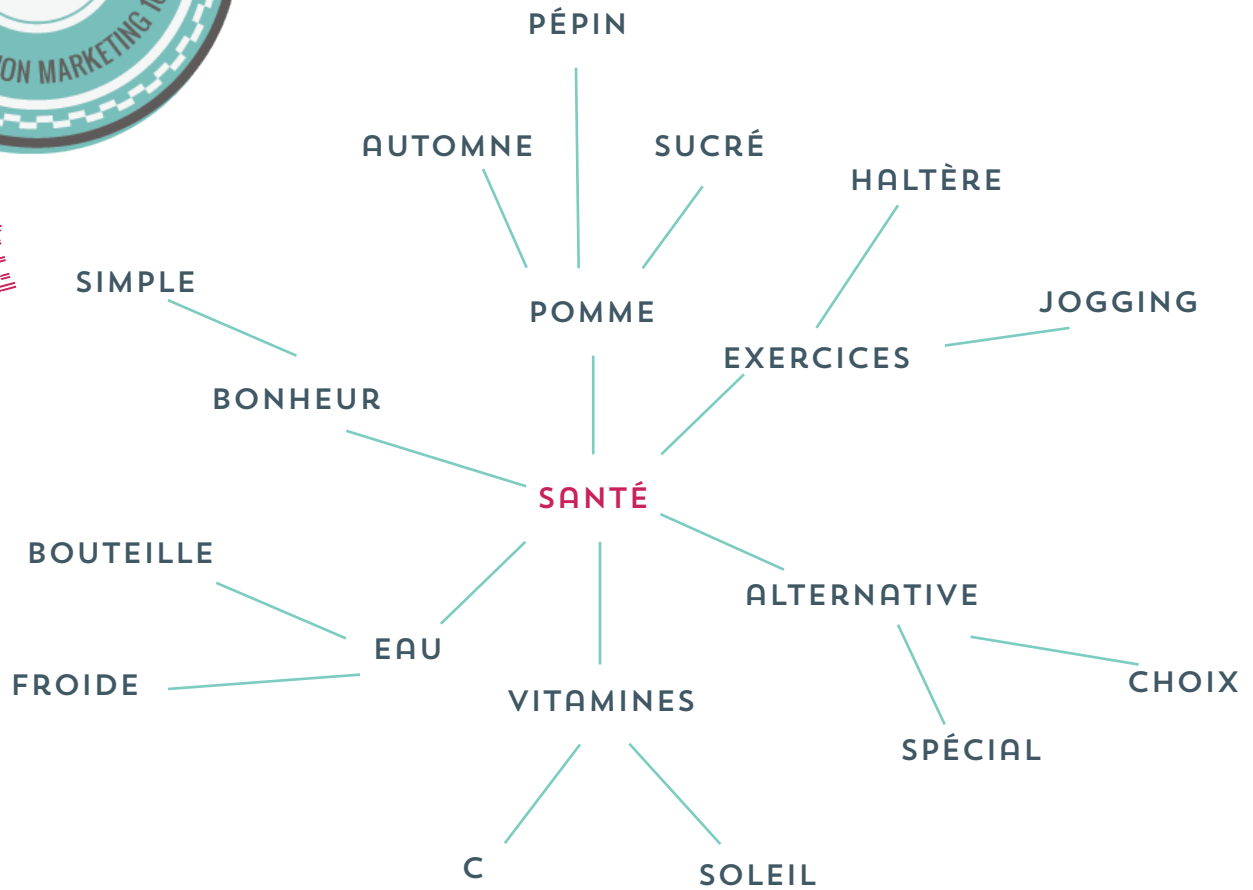 PÉPIN
MARKETING
AUTOMNE
SUCRÉ
HALTÈRE
SIMPLE
JOGGING
POMME
EXERCICES
BONHEUR
SANTÉ
BOUTEILLE
ALTERNATIVE
EAU
FROIDE
CHOIX
VITAMINES
SPÉCIAL
C
SOLEIL